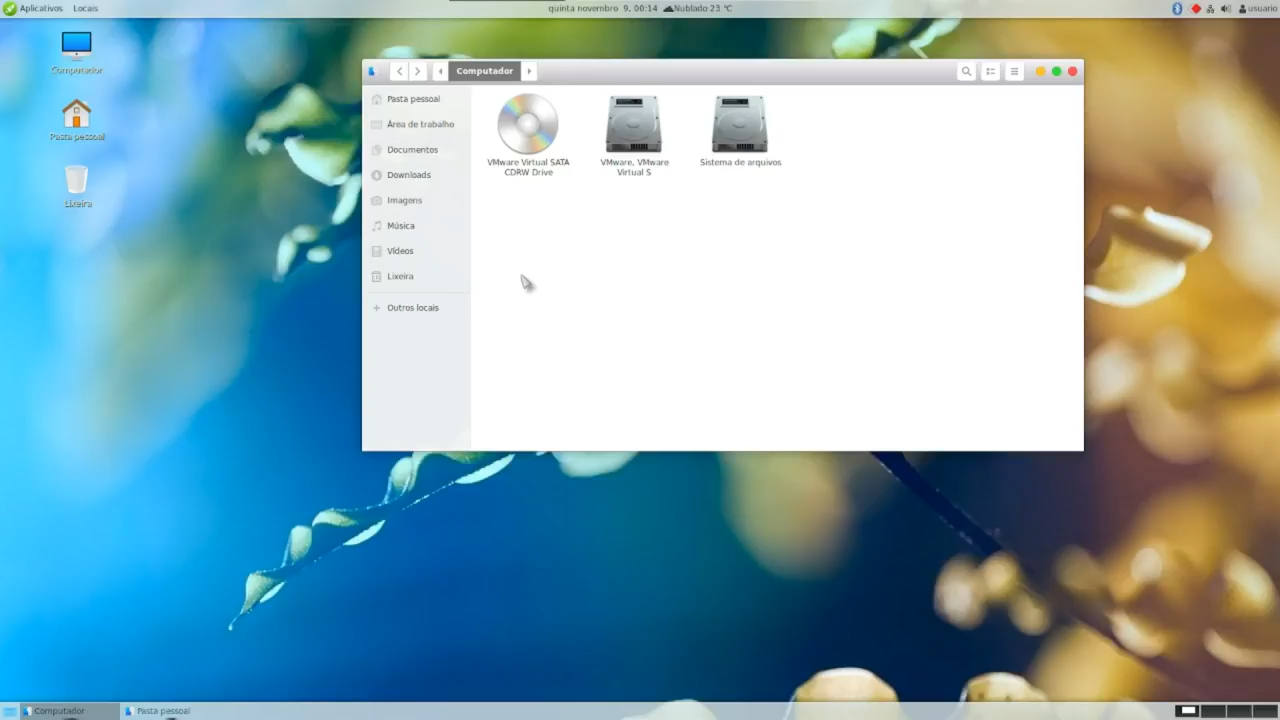 Aplicativos Locais
quinta novembro 9, 00:14 Nublado 23 °C
usuario
Computador
Pasta pessoal
Lixeira
Computador
Pasta pessoal
Área de trabalho
Documentos
Downloads
Imagens
Música
Vídeos
Lixeira
Outros locais
VMware Virtual SATA
CDRW Drive
VMware, VMware
Virtual S
Sistema de arquivos
Computador
Pasta pessoal